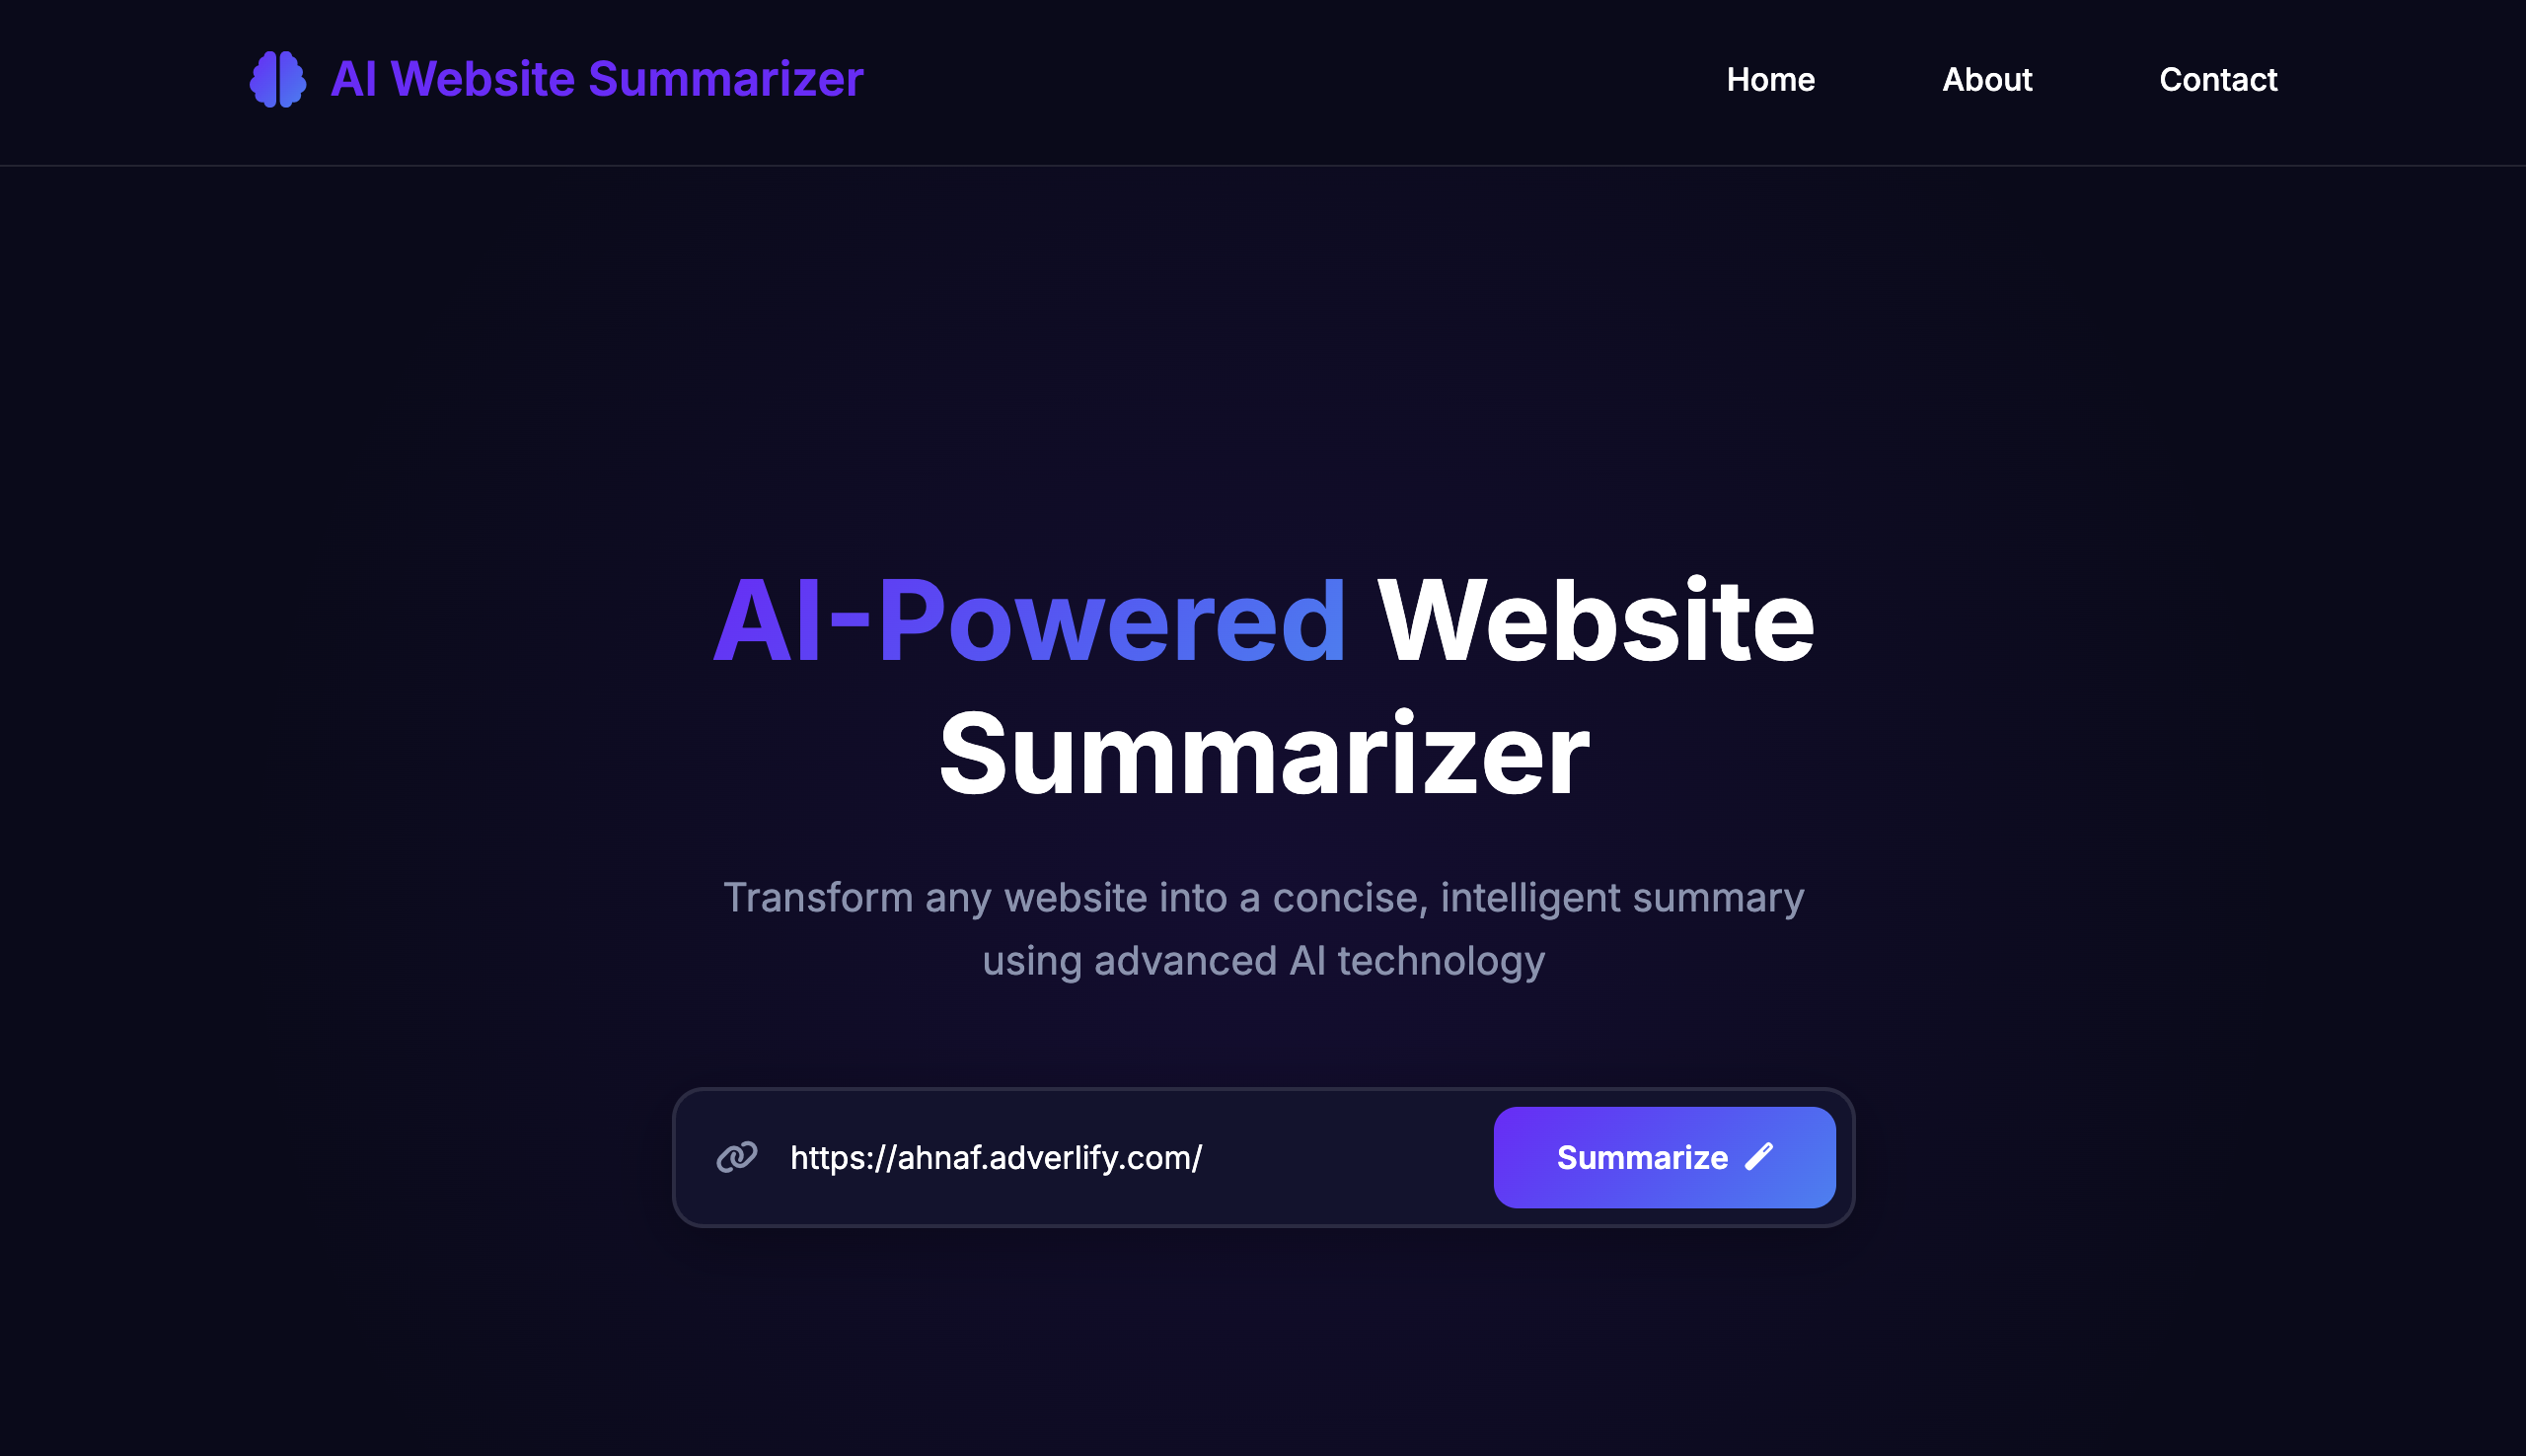 AI Website Summarizer
Home About Contact
AI-Powered Website
Summarizer
Transform any website into a concise, intelligent summary
using advanced AI technology
https://ahnaf.adverlify.com/
Summarize